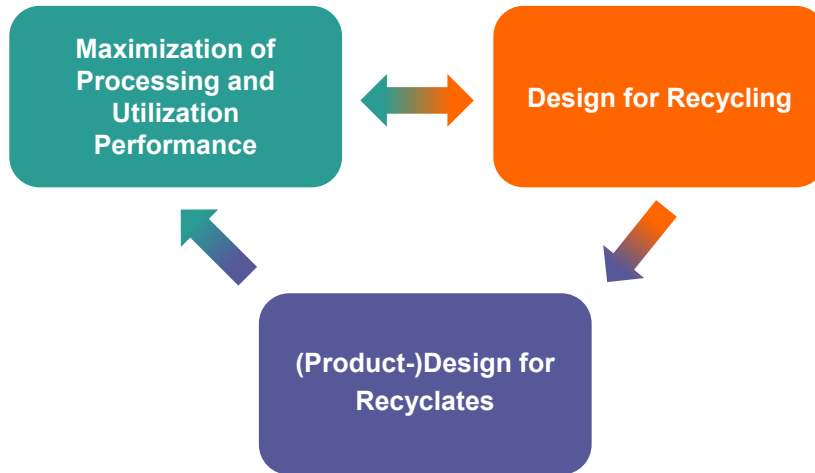 Maximization of
Processing and
Utilization
Performance
Design for Recycling
(Product-)Design for
Recyclates